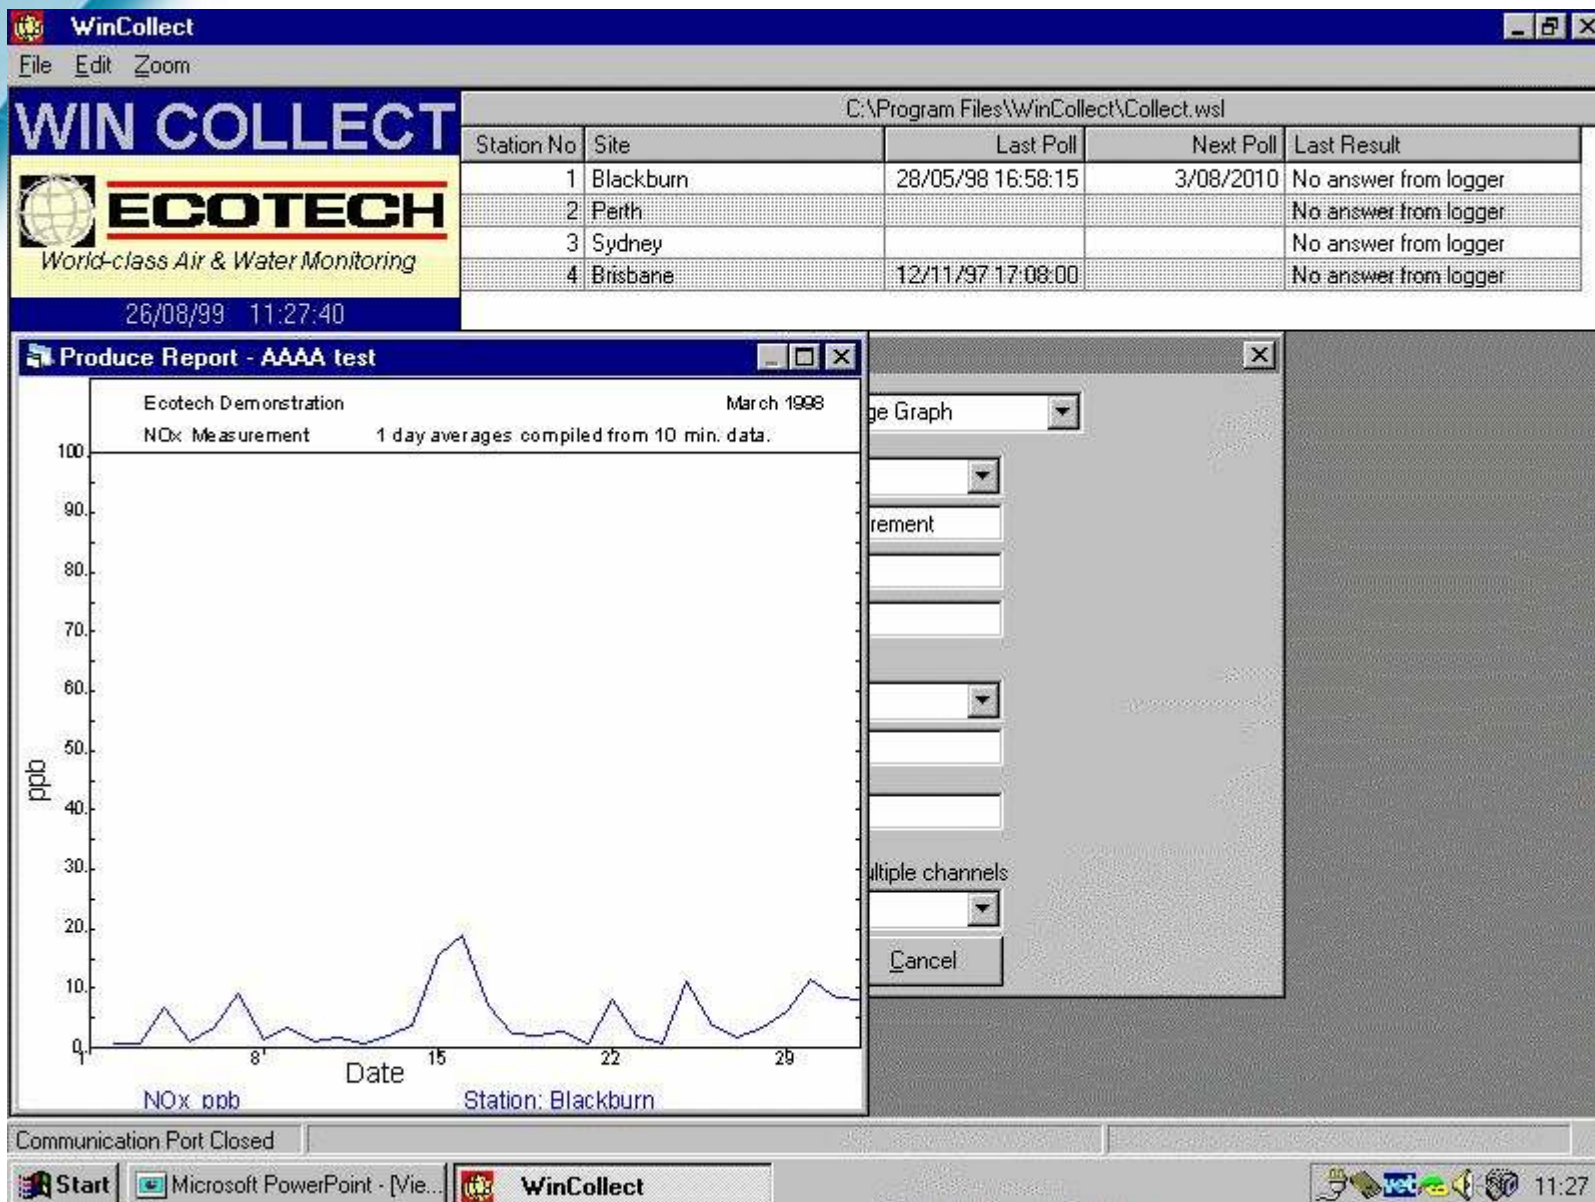 WinCollect
File Edit Zoom
WIN COLLECT
ECOTECH
World-class Air & Water Monitoring
26/08/99 11:27:40
C:\Program Files\WinCollect\Collect.wsl
Station No Site Last Poll Next Poll Last Result
1 Blackburn 28/05/98 16:58:15 3/08/2010 No answer from logger
2 Perth No answer from logger
3 Sydney No answer from logger
4 Brisbane 12/11/97 17:08:00 No answer from logger
Produce Report - AAAA test
Ecotech Demonstration March 1998
NOx Measurement 1 day averages compiled from 10 min. data.
100
90
80
70
60
50
40
30
20
10
0
ppb
1 8 15 22 29
Date
NOx ppb Station: Blackburn
ge Graph
rement
ultiple channels
Cancel
Communication Port Closed
Start Microsoft PowerPoint - [Vie... WinCollect vet 11:27